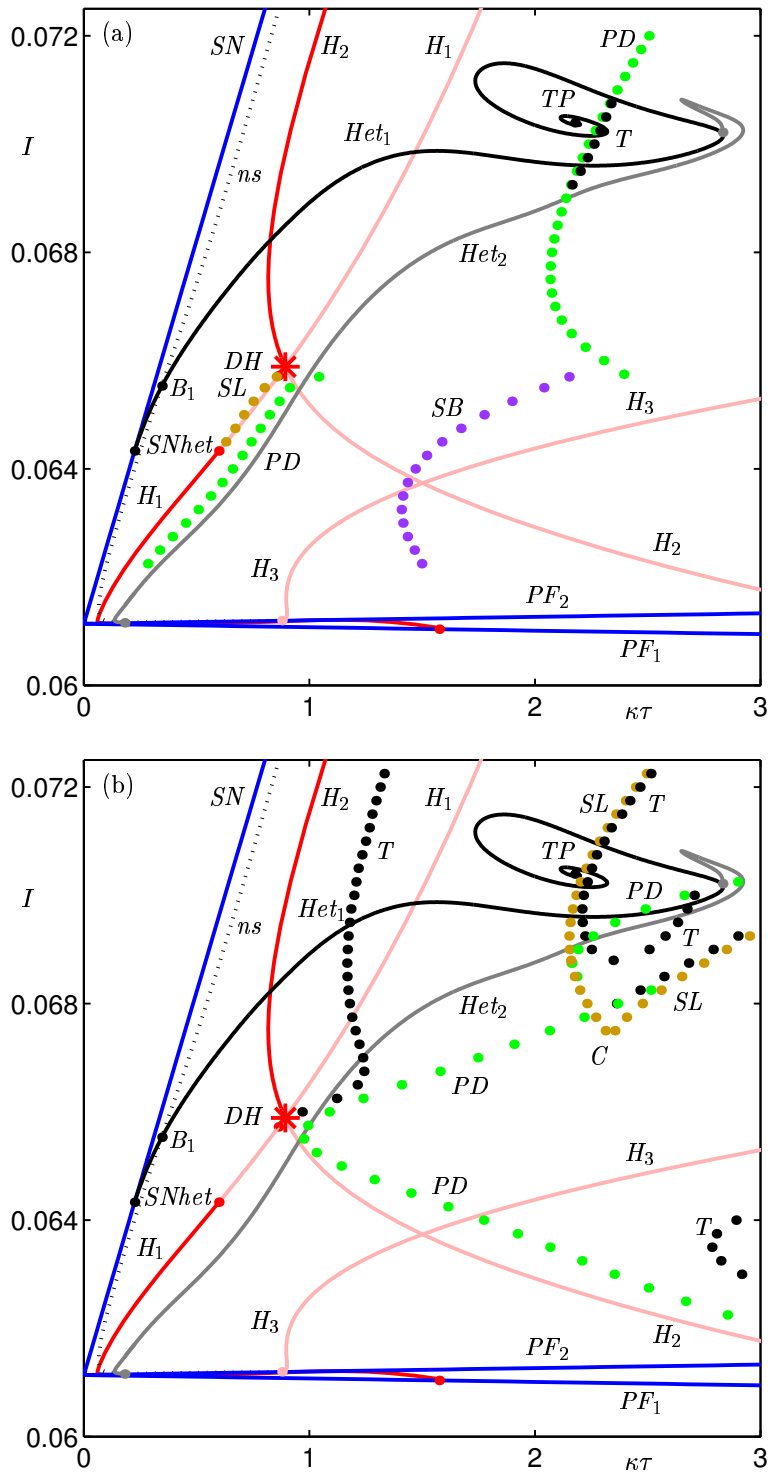 (a)
0.072
SN
H₂
H₁
PD
TP
T
I
Het₁
ns
0.068
Het₂
DH
B₁
SL
SB
H₃
SNhet
0.064
PD
H₁
H₃
H₂
PF₂
PF₁
0.06
0
1
2
κτ
3
(b)
0.072
SN
H₂
H₁
SL
T
T
TP
PD
I
Het₁
ns
T
0.068
Het₂
SL
C
DH
PD
B₁
H₃
PD
SNhet
0.064
T
H₁
H₃
H₂
PF₂
PF₁
0.06
0
1
2
κτ
3